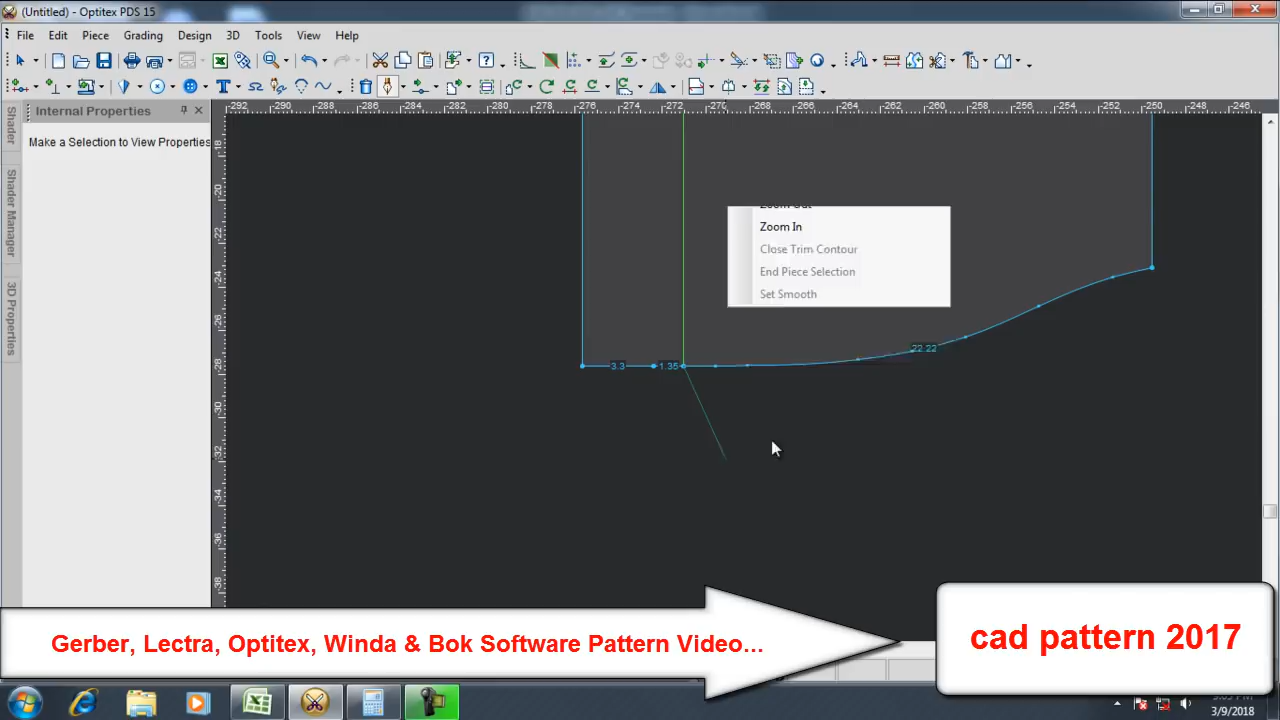 (Untitled) - Optitex PDS 15
File Edit Piece Grading Design 3D Tools View Help
Internal Properties
Make a Selection to View Properties
Shader
Shader Manager
3D Properties
-292 -290 -288 -286 -284 -282 -280 -278 -276 -274 -272 -270 -268 -266 -264 -262 -260 -258 -256 -254 -252 -250 -248 -246
-18
-20
-22
-24
-26
-28
-30
-32
-34
-36
-38
Zoom Out
Zoom In
Close Trim Contour
End Piece Selection
Set Smooth
22.22
3.3 1.35
Gerber, Lectra, Optitex, Winda & Bok Software Pattern Video...
cad pattern 2017
3/9/2018